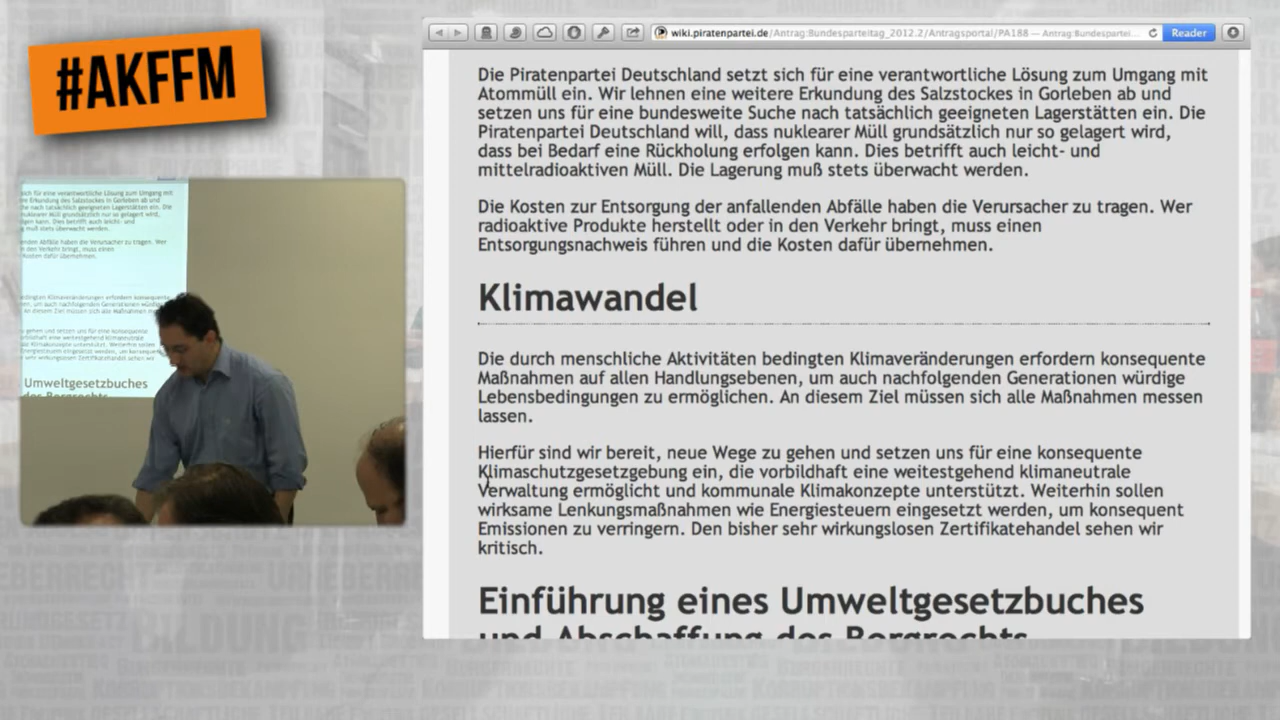 #AKFFM
wiki.piratenpartei.de/Antrag:Bundesparteitag_2012.2/Antragsportal/PA188 — Antrag:Bundespartei...
Reader
Die Piratenpartei Deutschland setzt sich für eine verantwortliche Lösung zum Umgang mit
Atommüll ein. Wir lehnen eine weitere Erkundung des Salzstockes in Gorleben ab und
setzen uns für eine bundesweite Suche nach tatsächlich geeigneten Lagerstätten ein. Die
Piratenpartei Deutschland will, dass nuklearer Müll grundsätzlich nur so gelagert wird,
dass bei Bedarf eine Rückholung erfolgen kann. Dies betrifft auch leicht- und
mittelradioaktiven Müll. Die Lagerung muß stets überwacht werden.
Die Kosten zur Entsorgung der anfallenden Abfälle haben die Verursacher zu tragen. Wer
radioaktive Produkte herstellt oder in den Verkehr bringt, muss einen
Entsorgungsnachweis führen und die Kosten dafür übernehmen.
Klimawandel
Die durch menschliche Aktivitäten bedingten Klimaveränderungen erfordern konsequente
Maßnahmen auf allen Handlungsebenen, um auch nachfolgenden Generationen würdige
Lebensbedingungen zu ermöglichen. An diesem Ziel müssen sich alle Maßnahmen messen
lassen.
Hierfür sind wir bereit, neue Wege zu gehen und setzen uns für eine konsequente
Klimaschutzgesetzgebung ein, die vorbildhaft eine weitestgehend klimaneutrale
Verwaltung ermöglicht und kommunale Klimakonzepte unterstützt. Weiterhin sollen
wirksame Lenkungsmaßnahmen wie Energiesteuern eingesetzt werden, um konsequent
Emissionen zu verringern. Den bisher sehr wirkungslosen Zertifikatehandel sehen wir
kritisch.
Einführung eines Umweltgesetzbuches
und Abschaffung des Bergrechts
Umweltgesetzbuches
des Bergrechts
BILDUNG